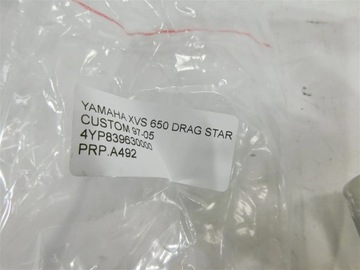 YAMAHA XVS 650 DRAG STAR
CUSTOM 97-05
4YP839630000
PRP.A492